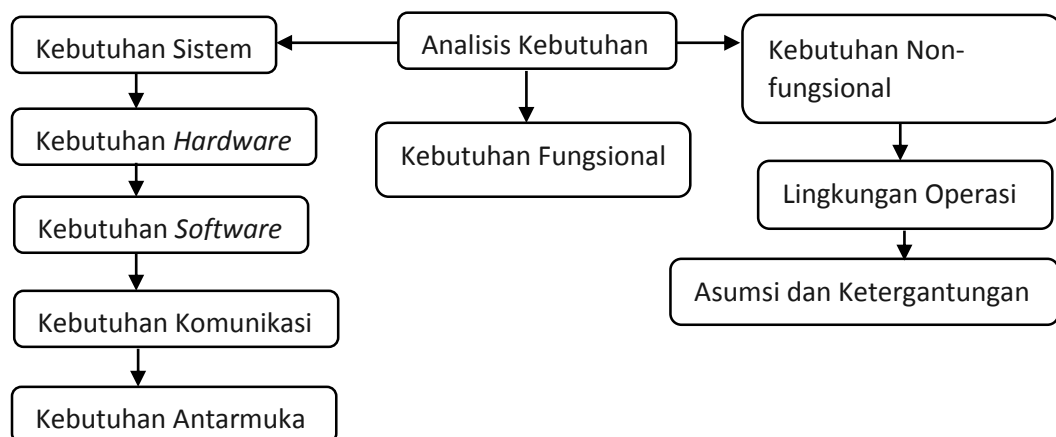 Kebutuhan Sistem
Analisis Kebutuhan
Kebutuhan Non-
fungsional
Kebutuhan Hardware
Kebutuhan Fungsional
Lingkungan Operasi
Kebutuhan Software
Asumsi dan Ketergantungan
Kebutuhan Komunikasi
Kebutuhan Antarmuka